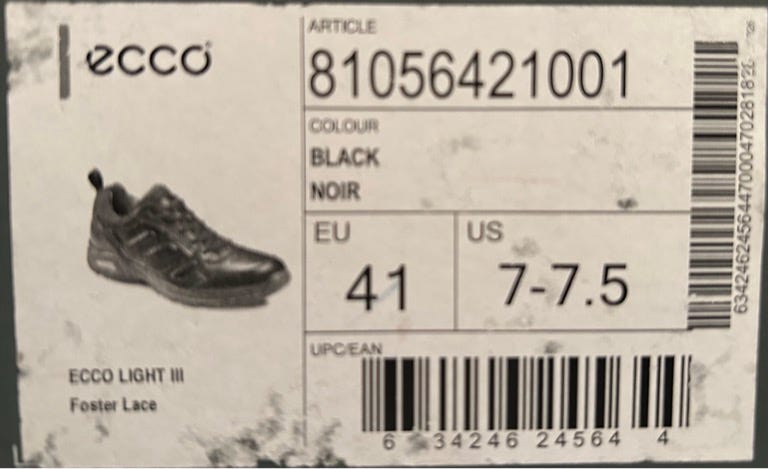 ecco
ECCO LIGHT III
Foster Lace
ARTICLE
81056421001
COLOUR
BLACK
NOIR
EU
41
US
7-7.5
UPC/EAN
6 34246 24564 4